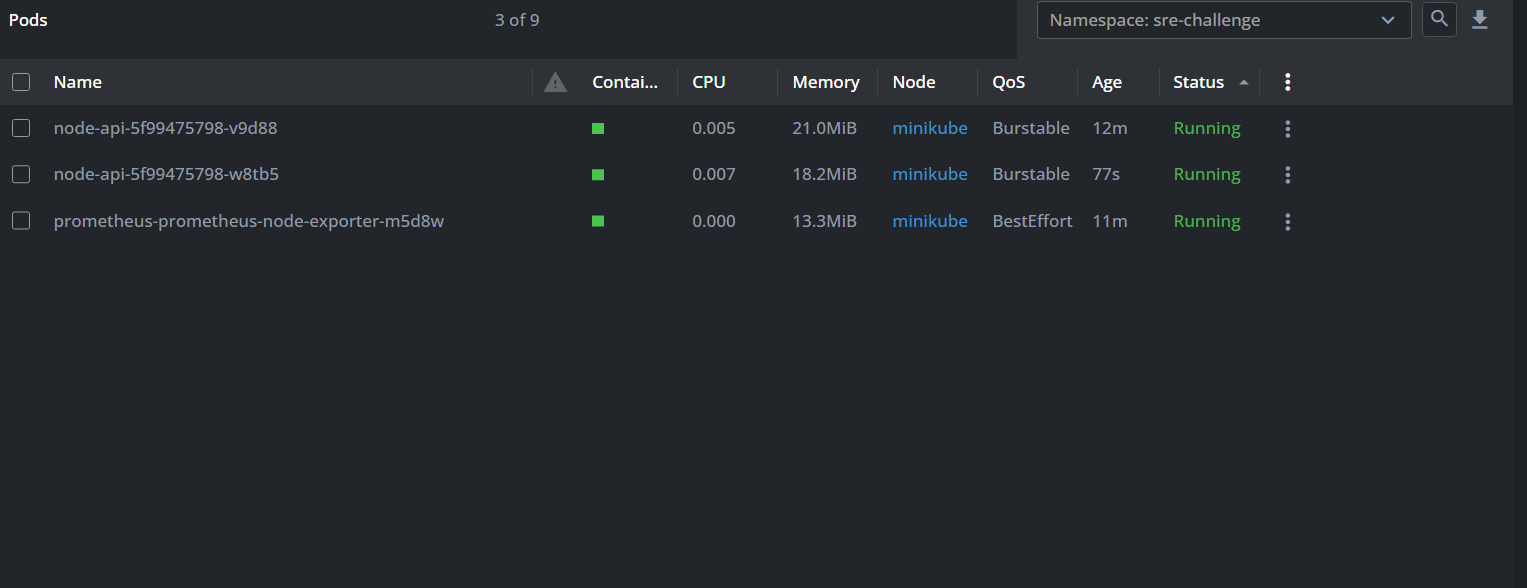 Pods 3 of 9 Namespace: sre-challenge
Name Contai... CPU Memory Node QoS Age Status
node-api-5f99475798-v9d88 0.005 21.0MiB minikube Burstable 12m Running
node-api-5f99475798-w8tb5 0.007 18.2MiB minikube Burstable 77s Running
prometheus-prometheus-node-exporter-m5d8w 0.000 13.3MiB minikube BestEffort 11m Running